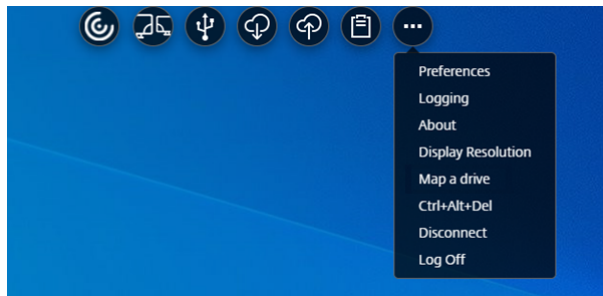 Preferences
Logging
About
Display Resolution
Map a drive
Ctrl+Alt+Del
Disconnect
Log Off